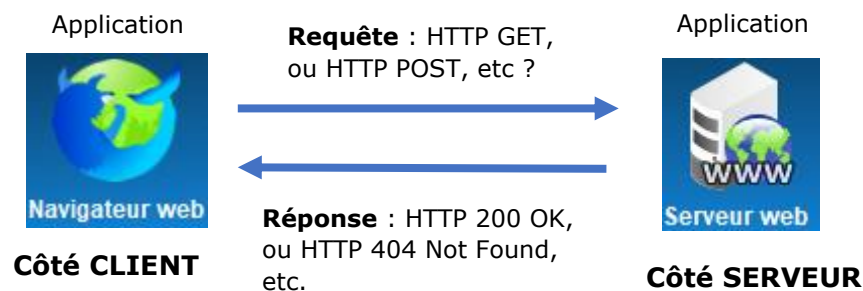 Application
Requête : HTTP GET,
ou HTTP POST, etc ?
Application
Navigateur web
WWW
Serveur web
Réponse : HTTP 200 OK,
ou HTTP 404 Not Found,
etc.
Côté CLIENT
Côté SERVEUR